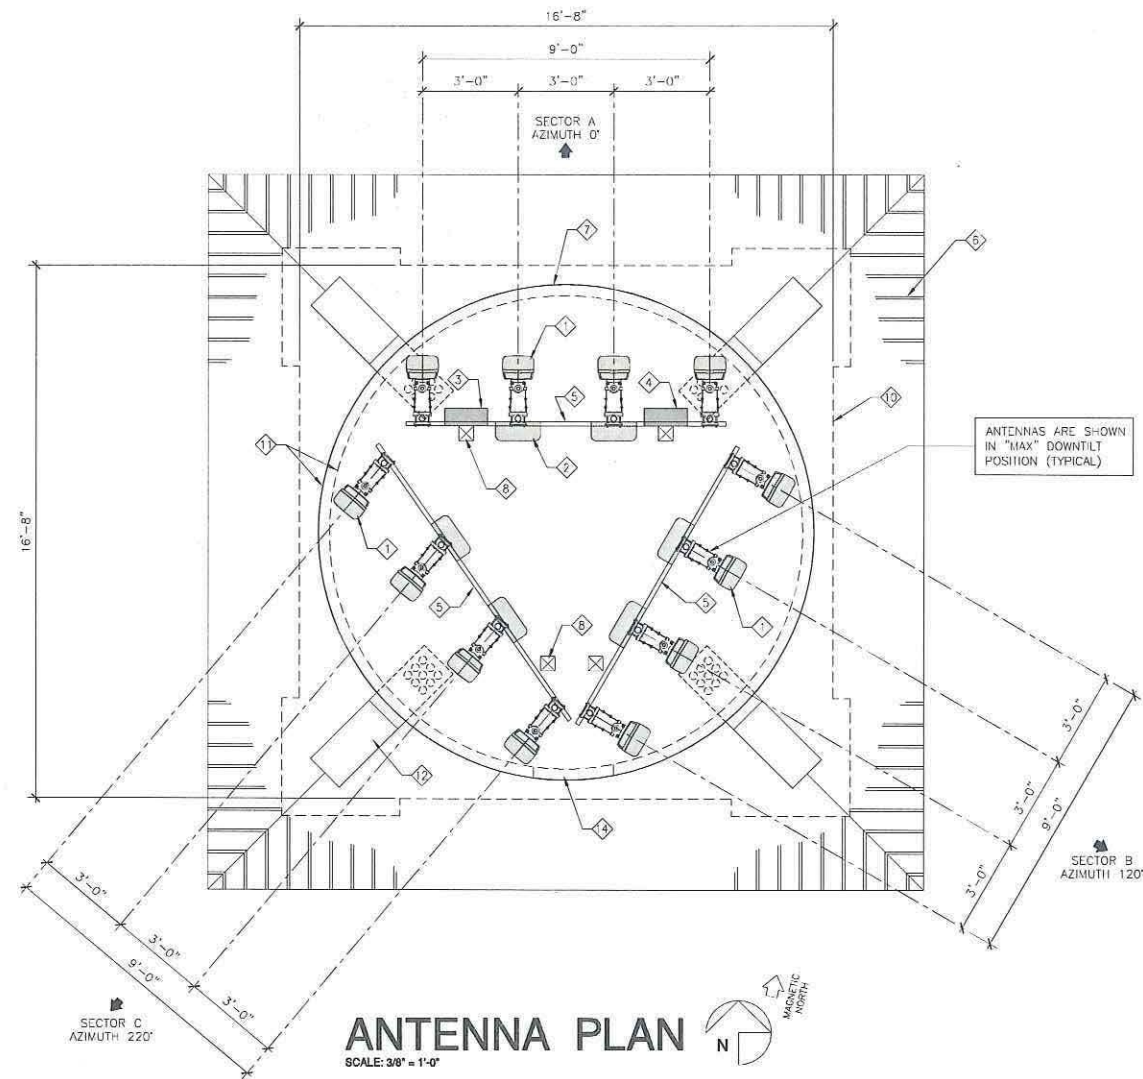 16'-8"
9'-0"
3'-0"
3'-0"
3'-0"
SECTOR A
AZIMUTH 0°
7
6
1
3
4
5
10
2
11
8
ANTENNAS ARE SHOWN
IN "MAX" DOWNTILT
POSITION (TYPICAL)
16'-8"
1
5
5
1
8
12
14
3'-0"
3'-0"
9'-0"
3'-0"
SECTOR B
AZIMUTH 120°
3'-0"
3'-0"
9'-0"
3'-0"
SECTOR C
AZIMUTH 220°
ANTENNA PLAN
SCALE: 3/8" = 1'-0"
N
MAGNETIC
NORTH